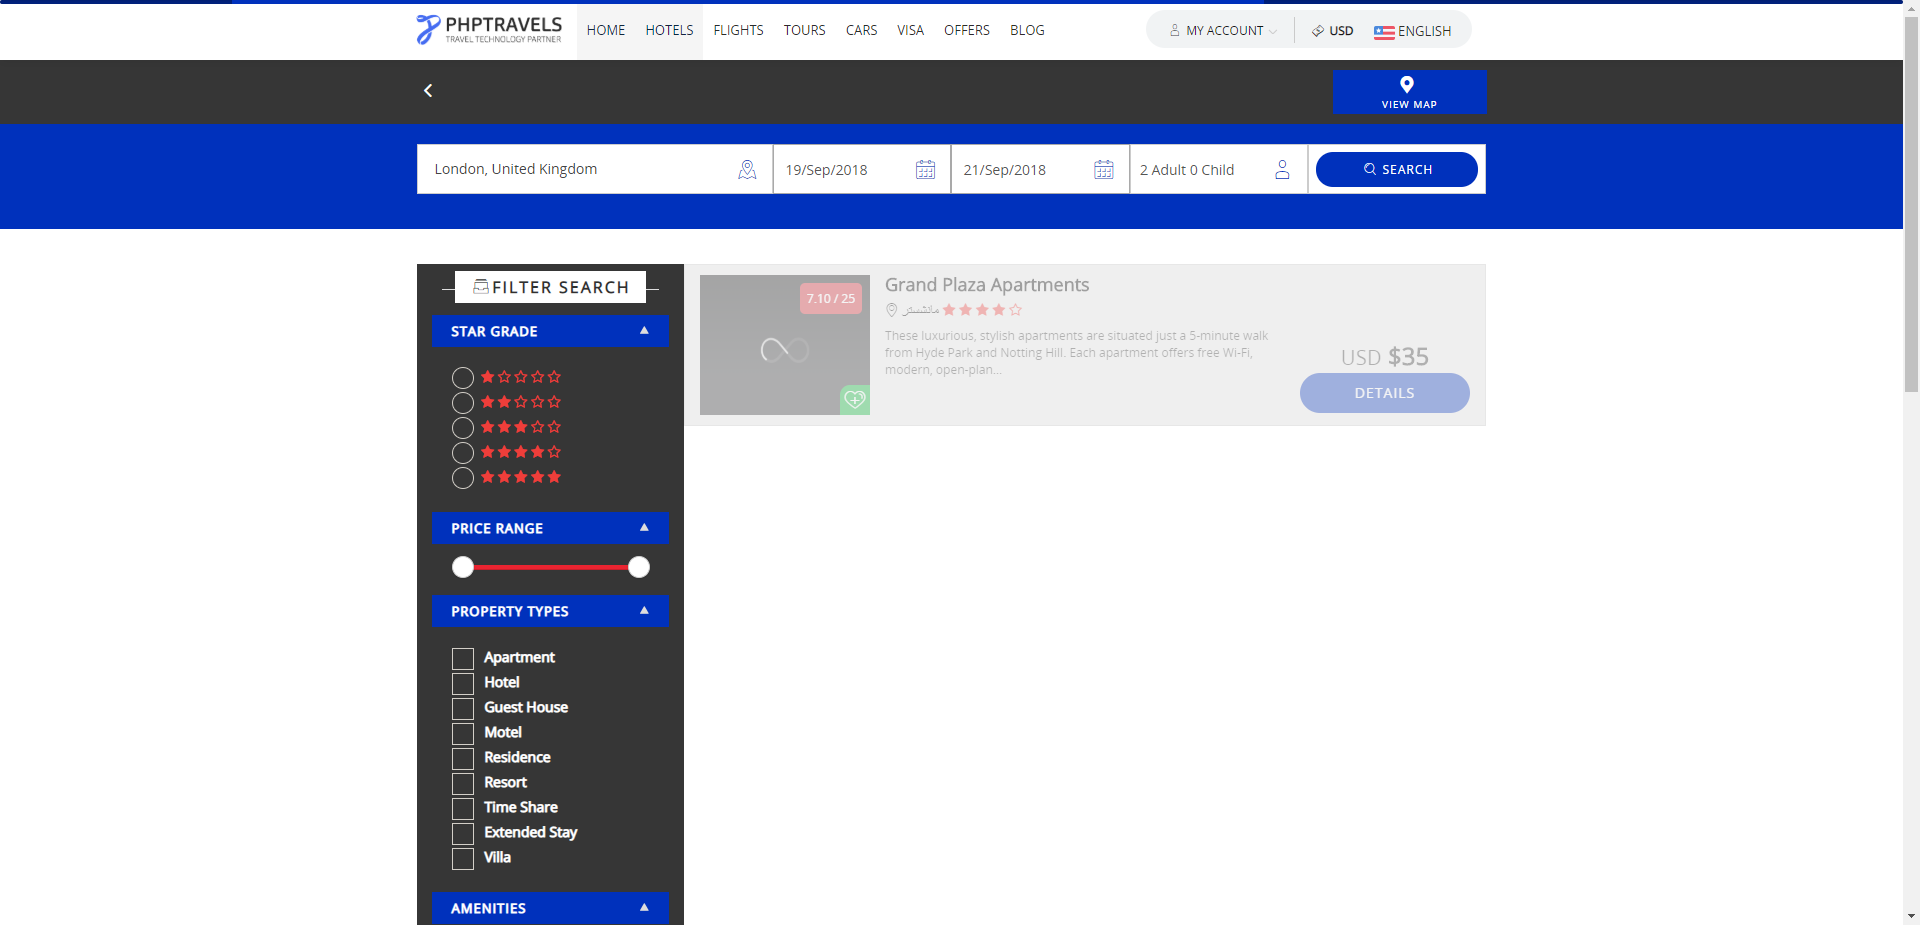 PHPTRAVELS
TRAVEL TECHNOLOGY PARTNER
HOME HOTELS FLIGHTS TOURS CARS VISA OFFERS BLOG
MY ACCOUNT USD ENGLISH
VIEW MAP
London, United Kingdom 19/Sep/2018 21/Sep/2018 2 Adult 0 Child SEARCH
FILTER SEARCH
STAR GRADE
PRICE RANGE
PROPERTY TYPES
Apartment
Hotel
Guest House
Motel
Residence
Resort
Time Share
Extended Stay
Villa
AMENITIES
7.10 / 25
Grand Plaza Apartments
مانشستر
These luxurious, stylish apartments are situated just a 5-minute walk
from Hyde Park and Notting Hill. Each apartment offers free Wi-Fi,
modern, open-plan...
USD $35
DETAILS